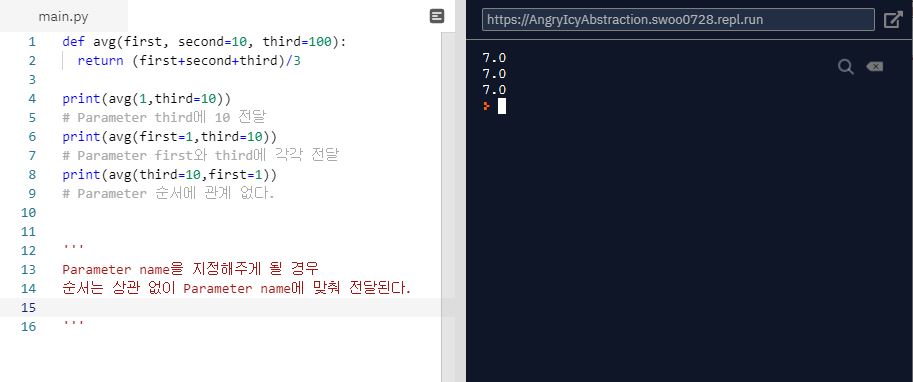 main.py
1 def avg(first, second=10, third=100):
2   return (first+second+third)/3
3
4 print(avg(1,third=10))
5 # Parameter third에 10 전달
6 print(avg(first=1,third=10))
7 # Parameter first와 third에 각각 전달
8 print(avg(third=10,first=1))
9 # Parameter 순서에 관계 없다.
10
11
12 '''
13 Parameter name을 지정해주게 될 경우
14 순서는 상관 없이 Parameter name에 맞춰 전달된다.
15
16 '''
https://AngryIcyAbstraction.swoo0728.repl.run
7.0
7.0
7.0